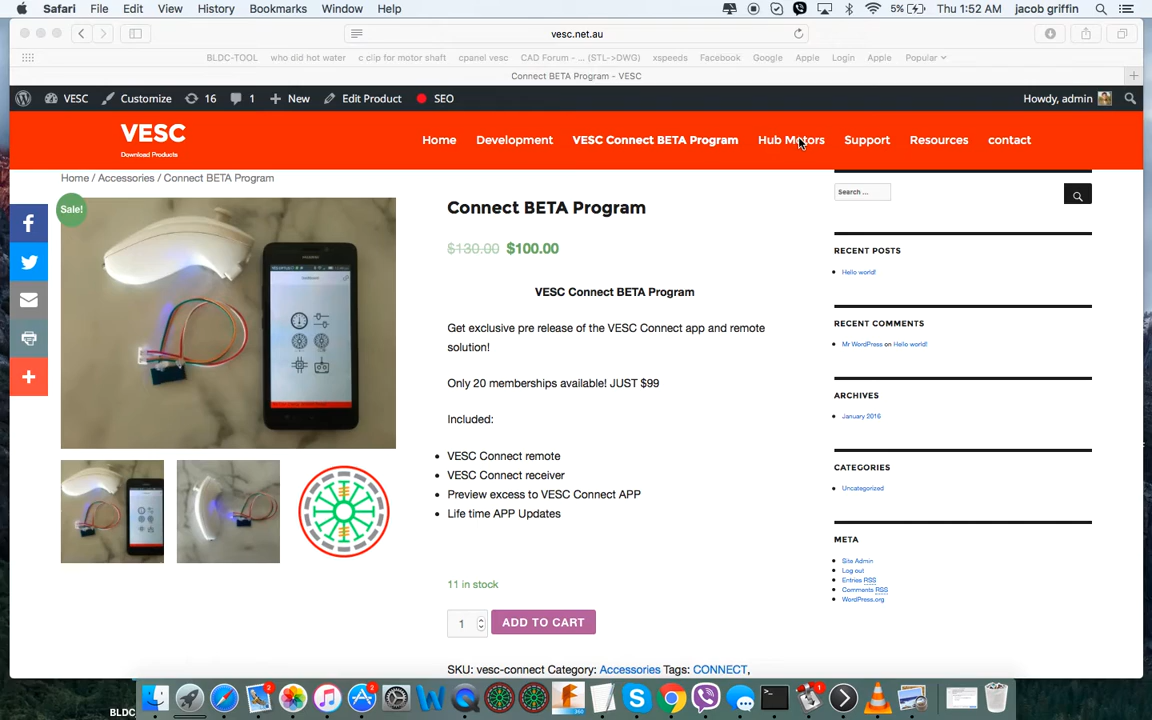 Safari File Edit View History Bookmarks Window Help 5% Thu 1:52 AM jacob griffin
vesc.net.au
BLDC-TOOL who did hot water c clip for motor shaft cpanel vesc CAD Forum - ... (STL->DWG) xspeeds Facebook Google Apple Login Apple Popular
Connect BETA Program - VESC
VESC Customize 16 1 New Edit Product SEO Howdy, admin
VESC
Download Products
Home Development VESC Connect BETA Program Hub Motors Support Resources contact
Home / Accessories / Connect BETA Program
Sale!
Connect BETA Program
$130.00 $100.00
VESC Connect BETA Program
Get exclusive pre release of the VESC Connect app and remote
solution!
Only 20 memberships available! JUST $99
Included:
VESC Connect remote
VESC Connect receiver
Preview excess to VESC Connect APP
Life time APP Updates
11 in stock
1 ADD TO CART
SKU: vesc-connect Category: Accessories Tags: CONNECT,
Search ...
RECENT POSTS
Hello world!
RECENT COMMENTS
Mr WordPress on Hello world!
ARCHIVES
January 2016
CATEGORIES
Uncategorized
META
Site Admin
Log out
Entries RSS
Comments RSS
WordPress.org
2 2 1
BLDC